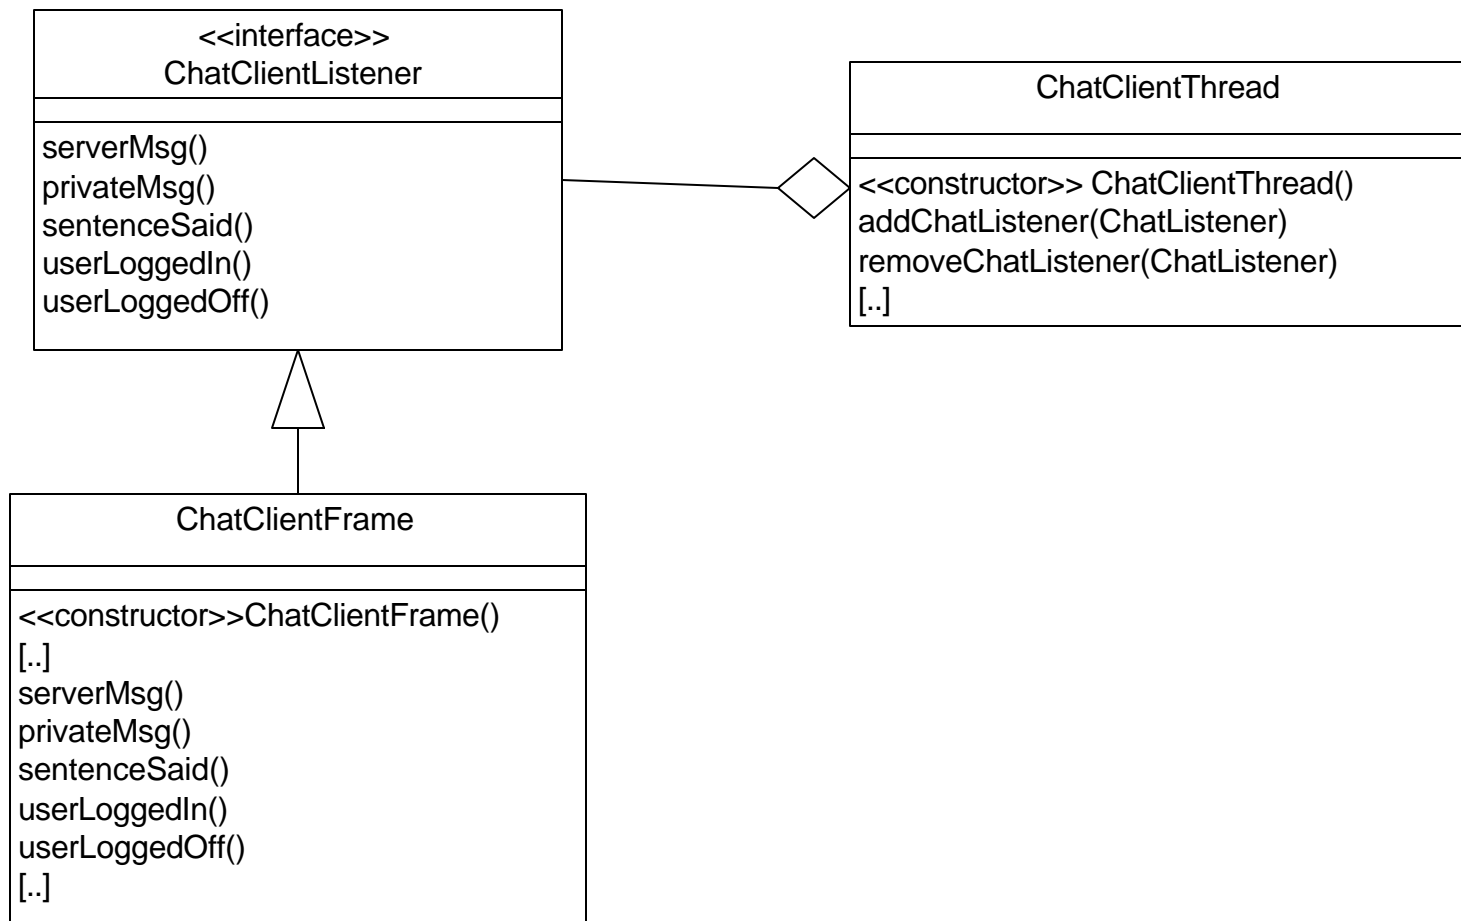 <<interface>>
ChatClientListener
serverMsg()
privateMsg()
sentenceSaid()
userLoggedIn()
userLoggedOff()
ChatClientThread
<<constructor>> ChatClientThread()
addChatListener(ChatListener)
removeChatListener(ChatListener)
[..]
ChatClientFrame
<<constructor>>ChatClientFrame()
[..]
serverMsg()
privateMsg()
sentenceSaid()
userLoggedIn()
userLoggedOff()
[..]